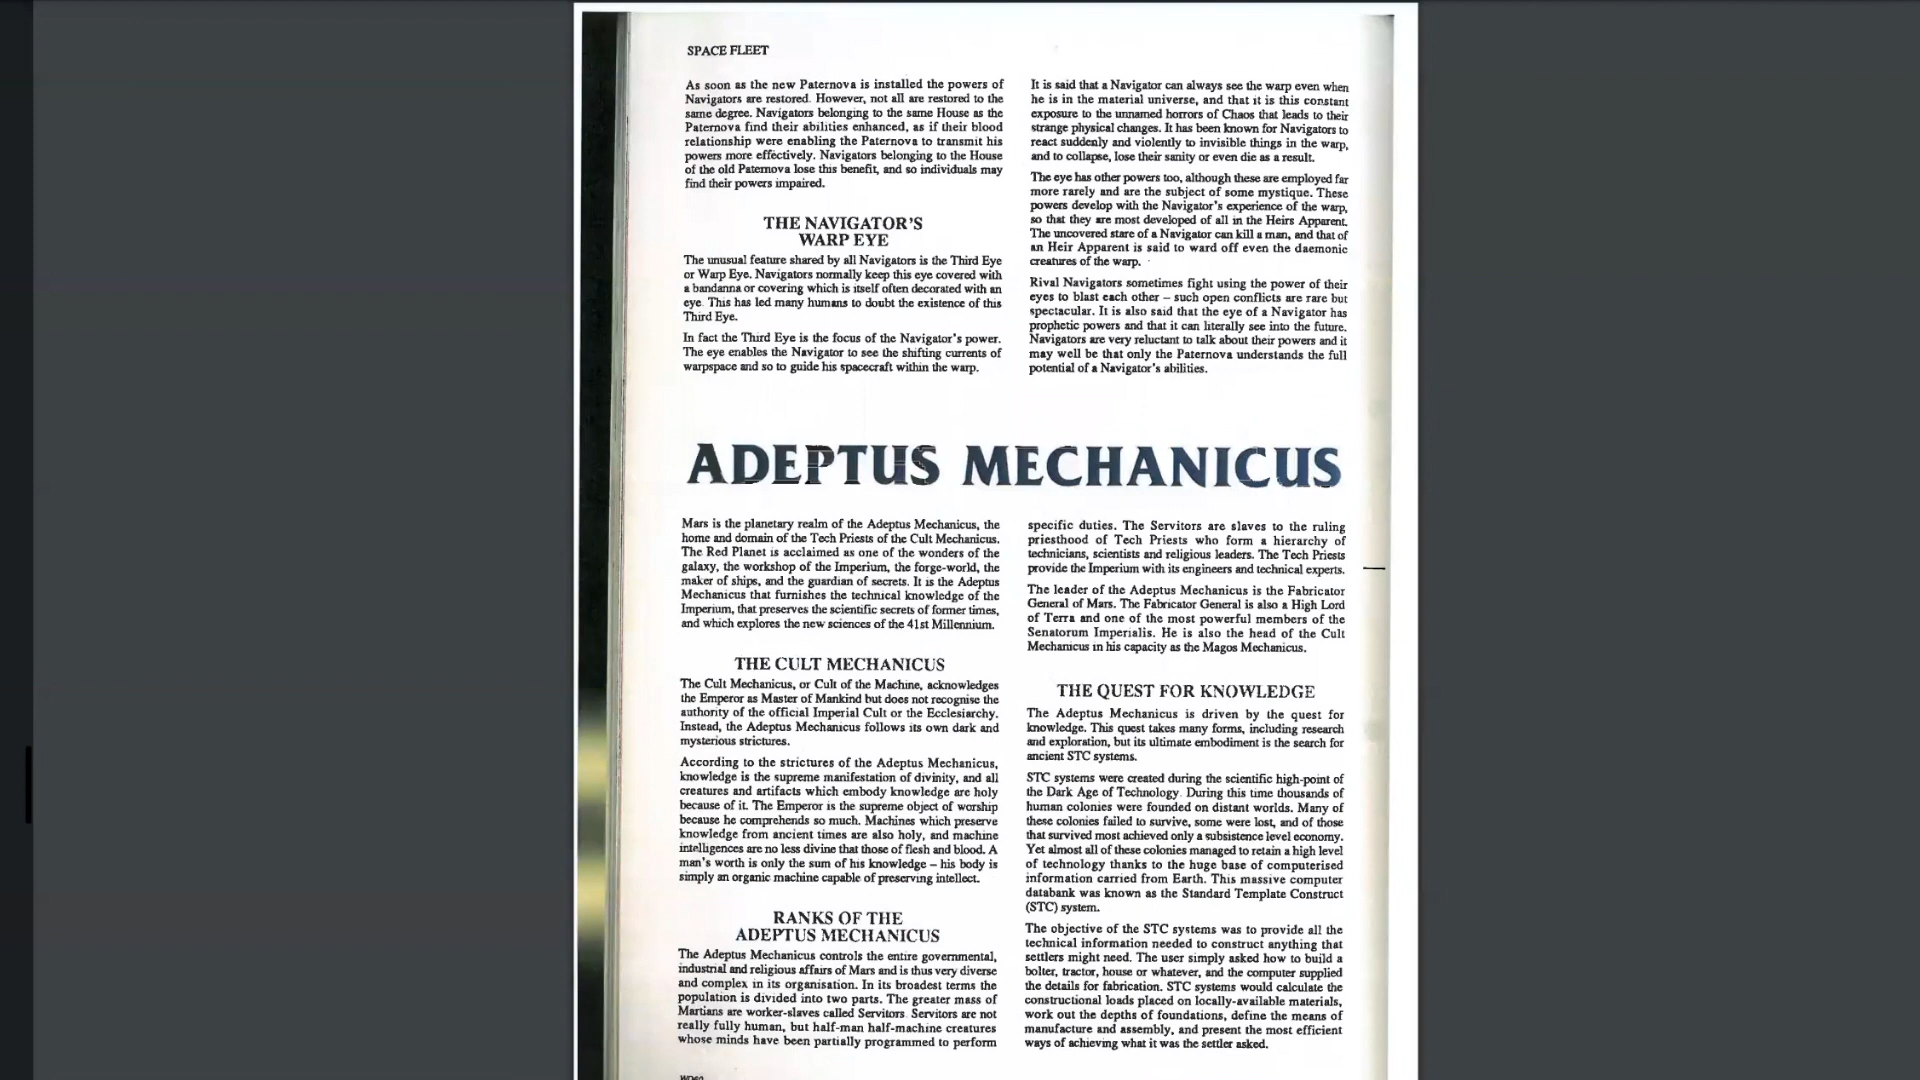 SPACE FLEET
As soon as the new Paternova is installed the powers of
Navigators are restored. However, not all are restored to the
same degree. Navigators belonging to the same House as the
Paternova find their abilities enhanced, as if their blood
relationship were enabling the Paternova to transmit his
powers more effectively. Navigators belonging to the House
of the old Paternova lose this benefit, and so individuals may
find their powers impaired.
THE NAVIGATOR'S
WARP EYE
The unusual feature shared by all Navigators is the Third Eye
or Warp Eye. Navigators normally keep this eye covered with
a bandanna or covering which is itself often decorated with an
eye. This has led many humans to doubt the existence of this
Third Eye.
In fact the Third Eye is the focus of the Navigator's power.
The eye enables the Navigator to see the shifting currents of
warpspace and so to guide his spacecraft within the warp.
It is said that a Navigator can always see the warp even when
he is in the material universe, and that it is this constant
exposure to the unnamed horrors of Chaos that leads to their
strange physical changes. It has been known for Navigators to
react suddenly and violently to invisible things in the warp,
and to collapse, lose their sanity or even die as a result.
The eye has other powers too, although these are employed far
more rarely and are the subject of some mystique. These
powers develop with the Navigator's experience of the warp,
so that they are most developed of all in the Heirs Apparent.
The uncovered stare of a Navigator can kill a man, and that of
an Heir Apparent is said to ward off even the daemonic
creatures of the warp.
Rival Navigators sometimes fight using the power of their
eyes to blast each other – such open conflicts are rare but
spectacular. It is also said that the eye of a Navigator has
prophetic powers and that it can literally see into the future.
Navigators are very reluctant to talk about their powers and it
may well be that only the Paternova understands the full
potential of a Navigator's abilities.
ADEPTUS MECHANICUS
Mars is the planetary realm of the Adeptus Mechanicus, the
home and domain of the Tech Priests of the Cult Mechanicus.
The Red Planet is acclaimed as one of the wonders of the
galaxy, the workshop of the Imperium, the forge-world, the
maker of ships, and the guardian of secrets. It is the Adeptus
Mechanicus that furnishes the technical knowledge of the
Imperium, that preserves the scientific secrets of former times,
and which explores the new sciences of the 41st Millennium.
THE CULT MECHANICUS
The Cult Mechanicus, or Cult of the Machine, acknowledges
the Emperor as Master of Mankind but does not recognise the
authority of the official Imperial Cult or the Ecclesiarchy.
Instead, the Adeptus Mechanicus follows its own dark and
mysterious strictures.
According to the strictures of the Adeptus Mechanicus,
knowledge is the supreme manifestation of divinity, and all
creatures and artifacts which embody knowledge are holy
because of it. The Emperor is the supreme object of worship
because he comprehends so much. Machines which preserve
knowledge from ancient times are also holy, and machine
intelligences are no less divine that those of flesh and blood. A
man's worth is only the sum of his knowledge – his body is
simply an organic machine capable of preserving intellect.
RANKS OF THE
ADEPTUS MECHANICUS
The Adeptus Mechanicus controls the entire governmental,
industrial and religious affairs of Mars and is thus very diverse
and complex in its organisation. In its broadest terms the
population is divided into two parts. The greater mass of
Martians are worker-slaves called Servitors. Servitors are not
really fully human, but half-man half-machine creatures
whose minds have been partially programmed to perform
specific duties. The Servitors are slaves to the ruling
priesthood of Tech Priests who form a hierarchy of
technicians, scientists and religious leaders. The Tech Priests
provide the Imperium with its engineers and technical experts.
The leader of the Adeptus Mechanicus is the Fabricator
General of Mars. The Fabricator General is also a High Lord
of Terra and one of the most powerful members of the
Senatorum Imperialis. He is also the head of the Cult
Mechanicus in his capacity as the Magos Mechanicus.
THE QUEST FOR KNOWLEDGE
The Adeptus Mechanicus is driven by the quest for
knowledge. This quest takes many forms, including research
and exploration, but its ultimate embodiment is the search for
ancient STC systems.
STC systems were created during the scientific high-point of
the Dark Age of Technology. During this time thousands of
human colonies were founded on distant worlds. Many of
these colonies failed to survive, some were lost, and of those
that survived most achieved only a subsistence level economy.
Yet almost all of these colonies managed to retain a high level
of technology thanks to the huge base of computerised
information carried from Earth. This massive computer
databank was known as the Standard Template Construct
(STC) system.
The objective of the STC systems was to provide all the
technical information needed to construct anything that
settlers might need. The user simply asked how to build a
bolter, tractor, house or whatever, and the computer supplied
the details for fabrication. STC systems would calculate the
constructional loads placed on locally-available materials,
work out the depths of foundations, define the means of
manufacture and assembly, and present the most efficient
ways of achieving what it was the settler asked.